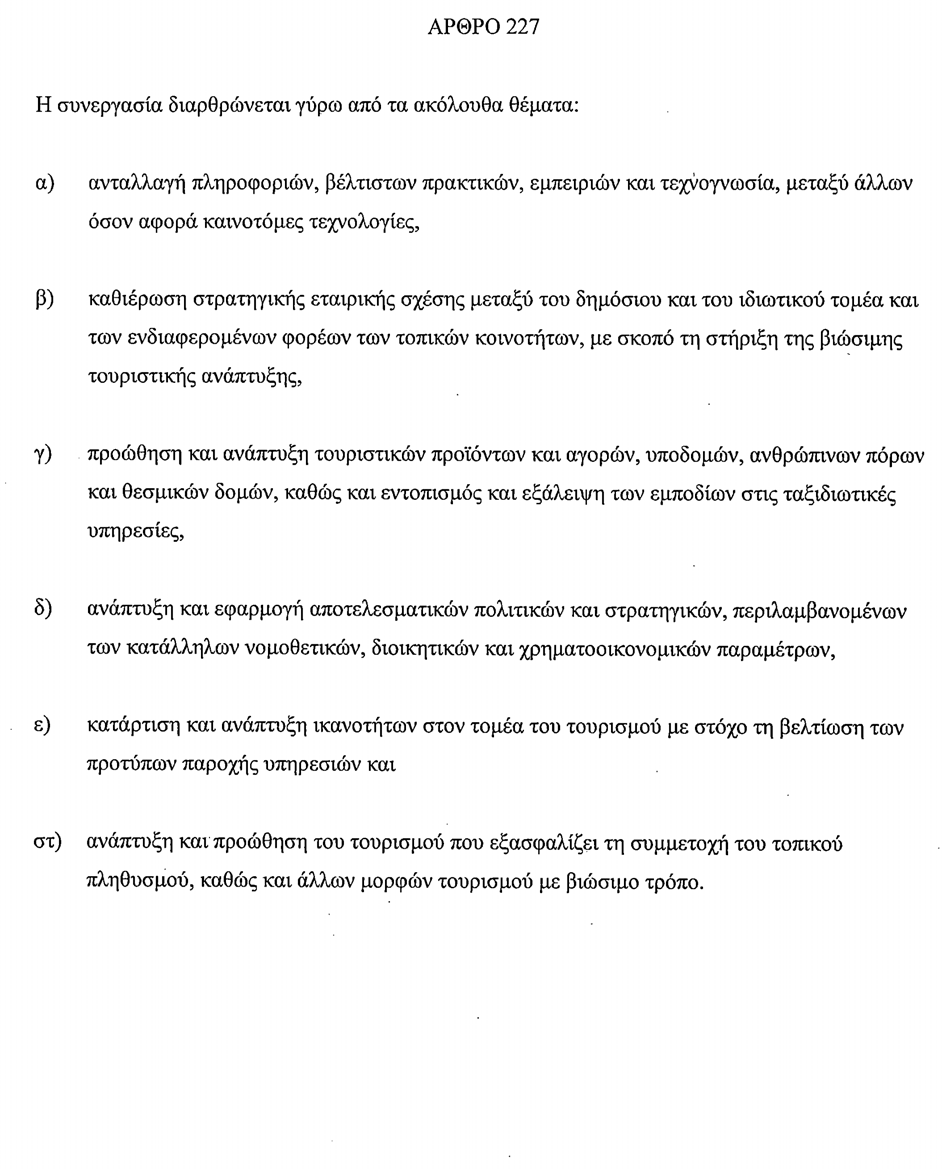 ΑΡΘΡΟ 227
Η συνεργασία διαρθρώνεται γύρω από τα ακόλουθα θέματα:
α) ανταλλαγή πληροφοριών, βέλτιστων πρακτικών, εμπειριών και τεχνογνωσία, μεταξύ άλλων
όσον αφορά καινοτόμες τεχνολογίες,
β) καθιέρωση στρατηγικής εταιρικής σχέσης μεταξύ του δημόσιου και του ιδιωτικού τομέα και
των ενδιαφερομένων φορέων των τοπικών κοινοτήτων, με σκοπό τη στήριξη της βιώσιμης
τουριστικής ανάπτυξης,
γ) προώθηση και ανάπτυξη τουριστικών προϊόντων και αγορών, υποδομών, ανθρώπινων πόρων
και θεσμικών δομών, καθώς και εντοπισμός και εξάλειψη των εμποδίων στις ταξιδιωτικές
υπηρεσίες,
δ) ανάπτυξη και εφαρμογή αποτελεσματικών πολιτικών και στρατηγικών, περιλαμβανομένων
των κατάλληλων νομοθετικών, διοικητικών και χρηματοοικονομικών παραμέτρων,
ε) κατάρτιση και ανάπτυξη ικανοτήτων στον τομέα του τουρισμού με στόχο τη βελτίωση των
προτύπων παροχής υπηρεσιών και
στ) ανάπτυξη και προώθηση του τουρισμού που εξασφαλίζει τη συμμετοχή του τοπικού
πληθυσμού, καθώς και άλλων μορφών τουρισμού με βιώσιμο τρόπο.